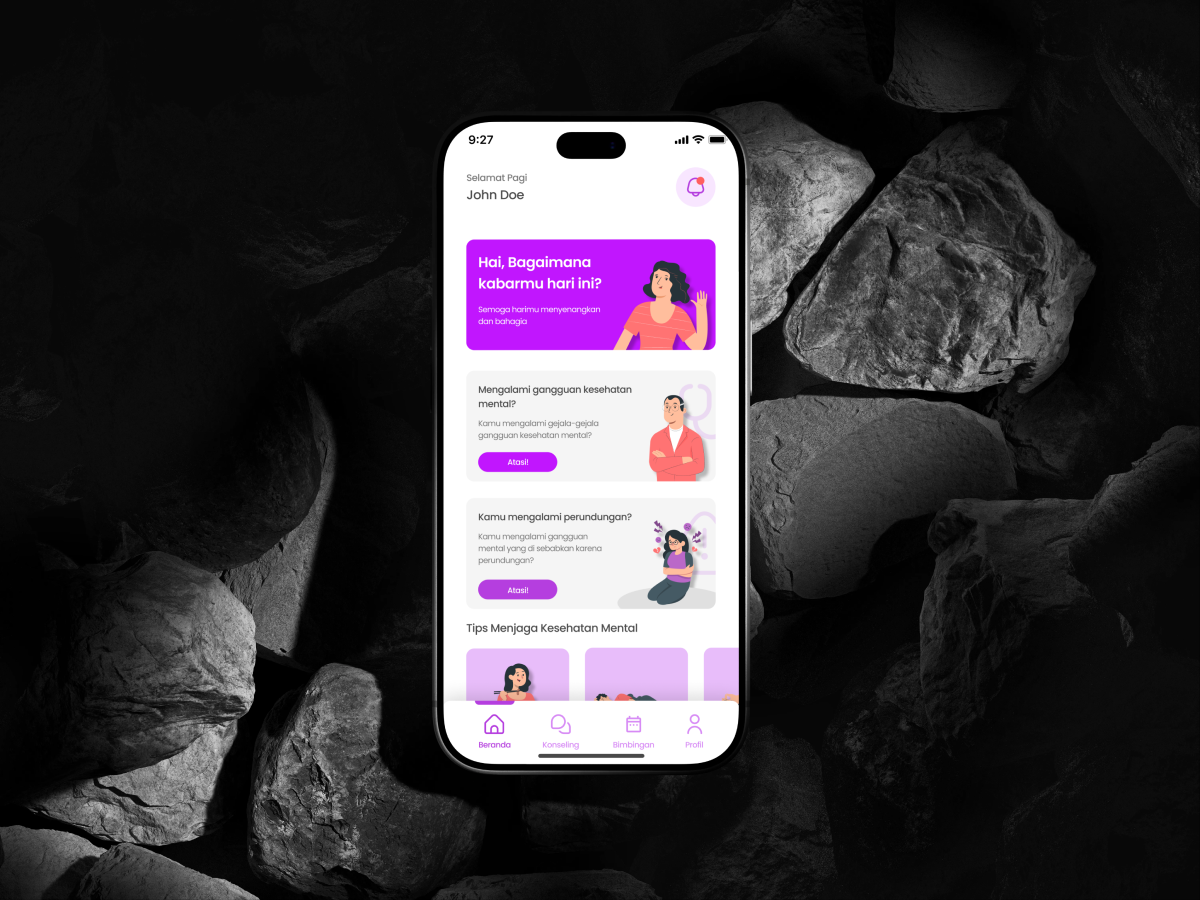 9:27
Selamat Pagi
John Doe
Hai, Bagaimana
kabarmu hari ini?
Semoga harimu menyenangkan
dan bahagia
Mengalami gangguan kesehatan
mental?
Kamu mengalami gejala-gejala
gangguan kesehatan mental?
Atasi!
Kamu mengalami perundungan?
Kamu mengalami gangguan
mental yang di sebabkan karena
perundungan?
Atasi!
Tips Menjaga Kesehatan Mental
Beranda
Konseling
Bimbingan
Profil